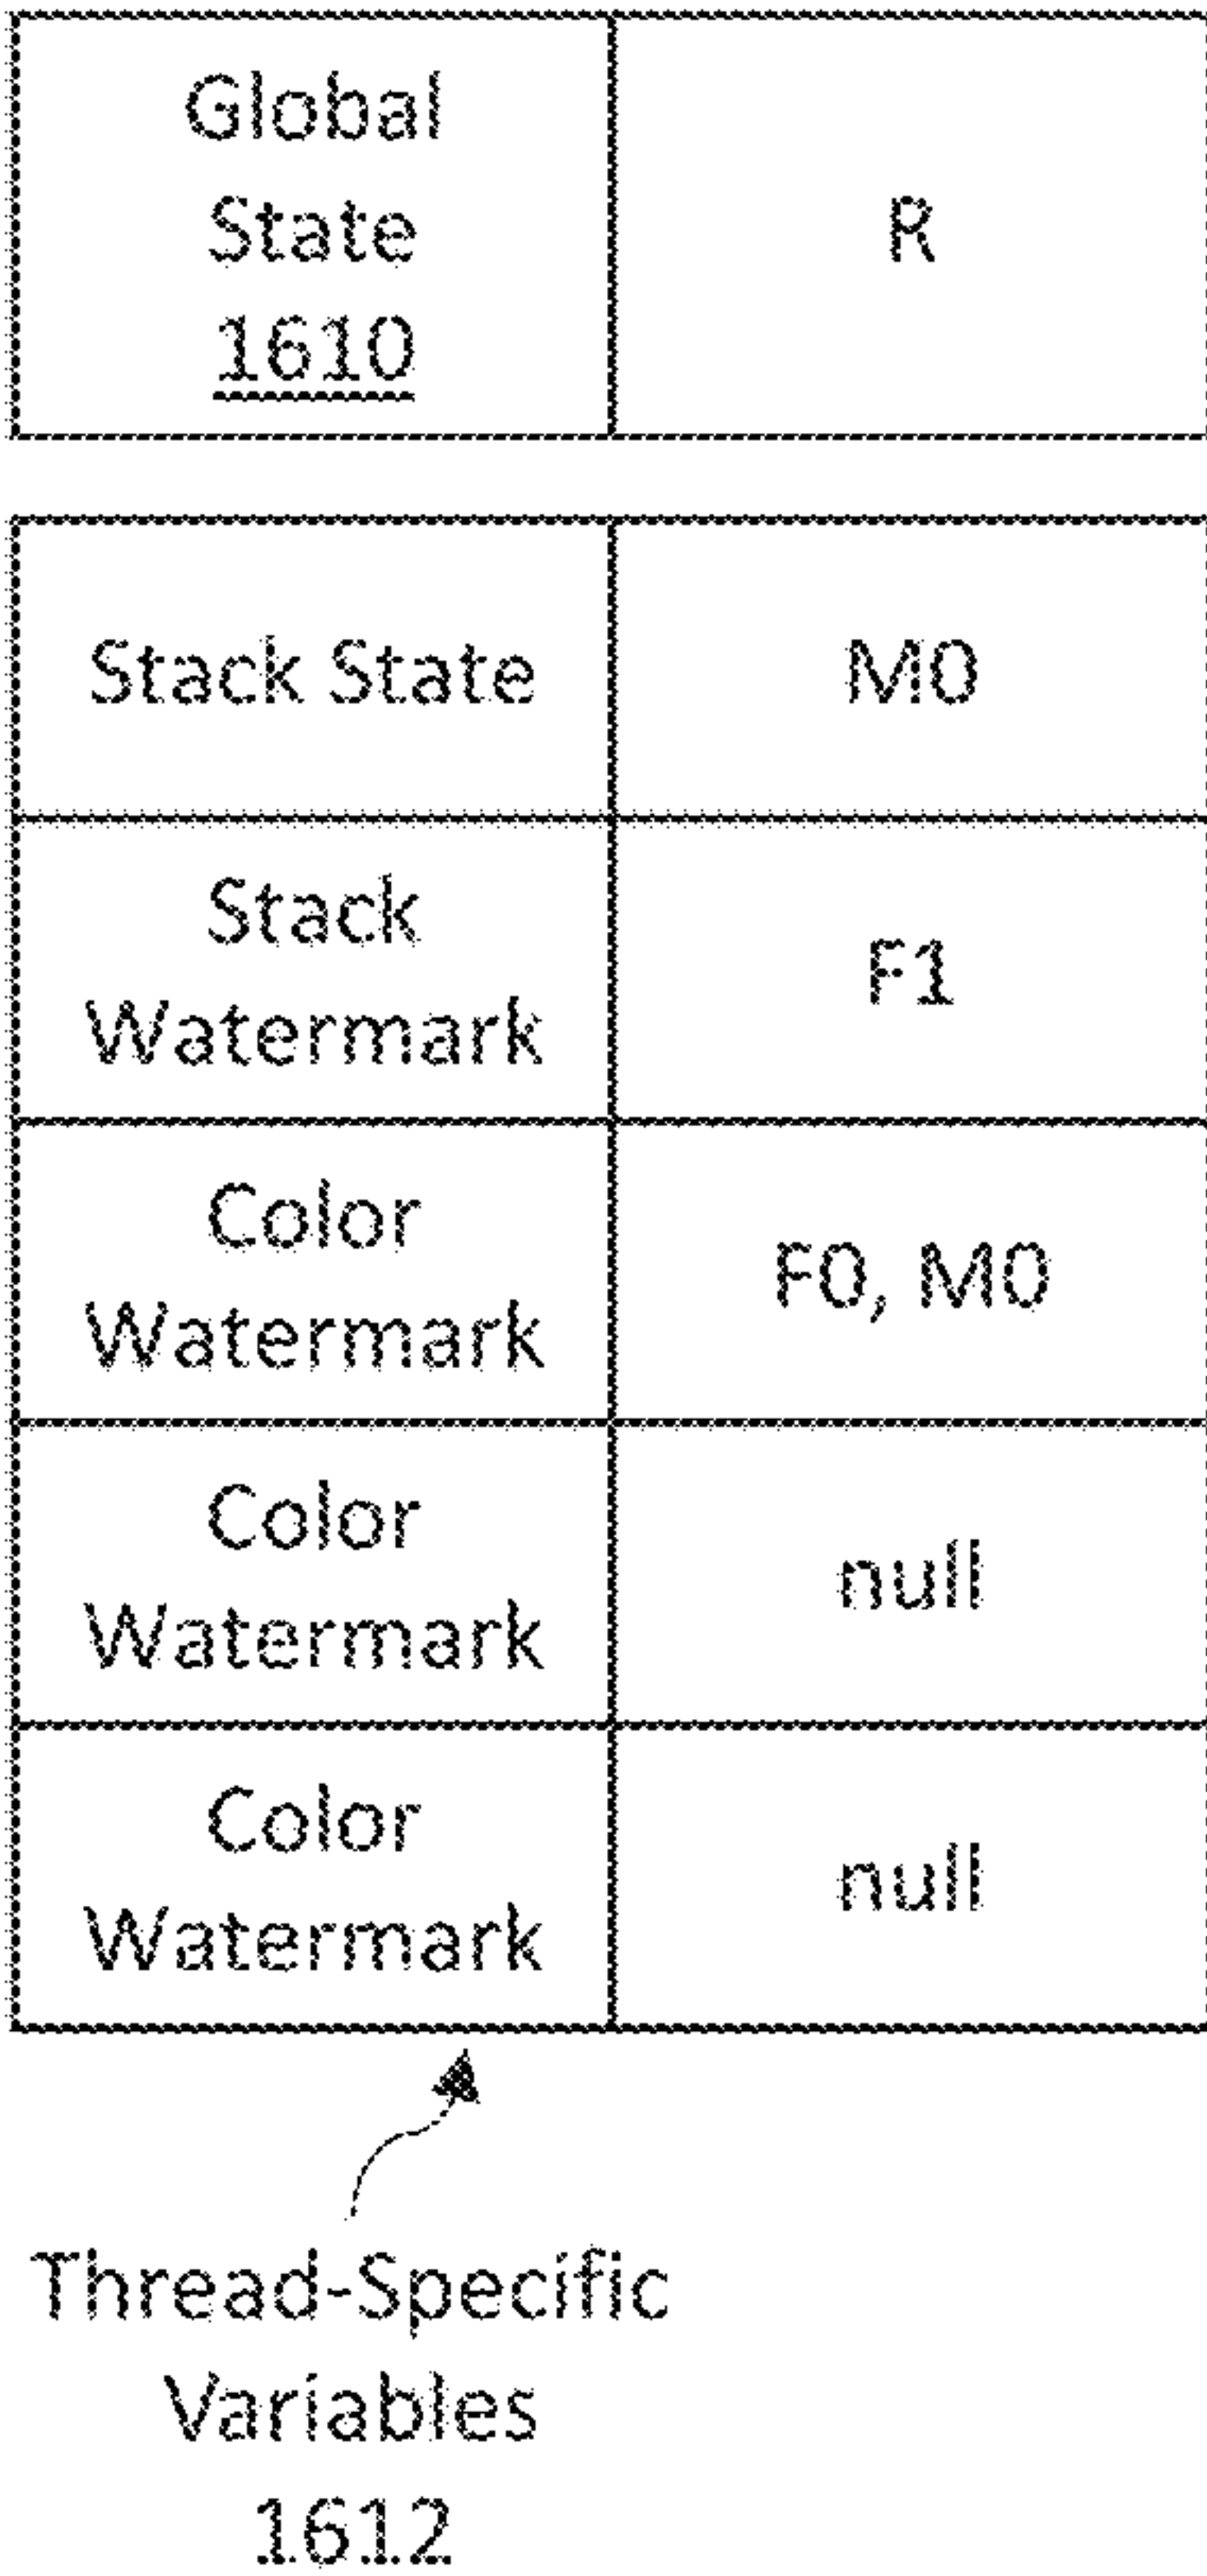 Global
State
1610
R
Stack State
M0
Stack
Watermark
F1
Color
Watermark
F0, M0
Color
Watermark
null
Color
Watermark
null
Thread-Specific
Variables
1612